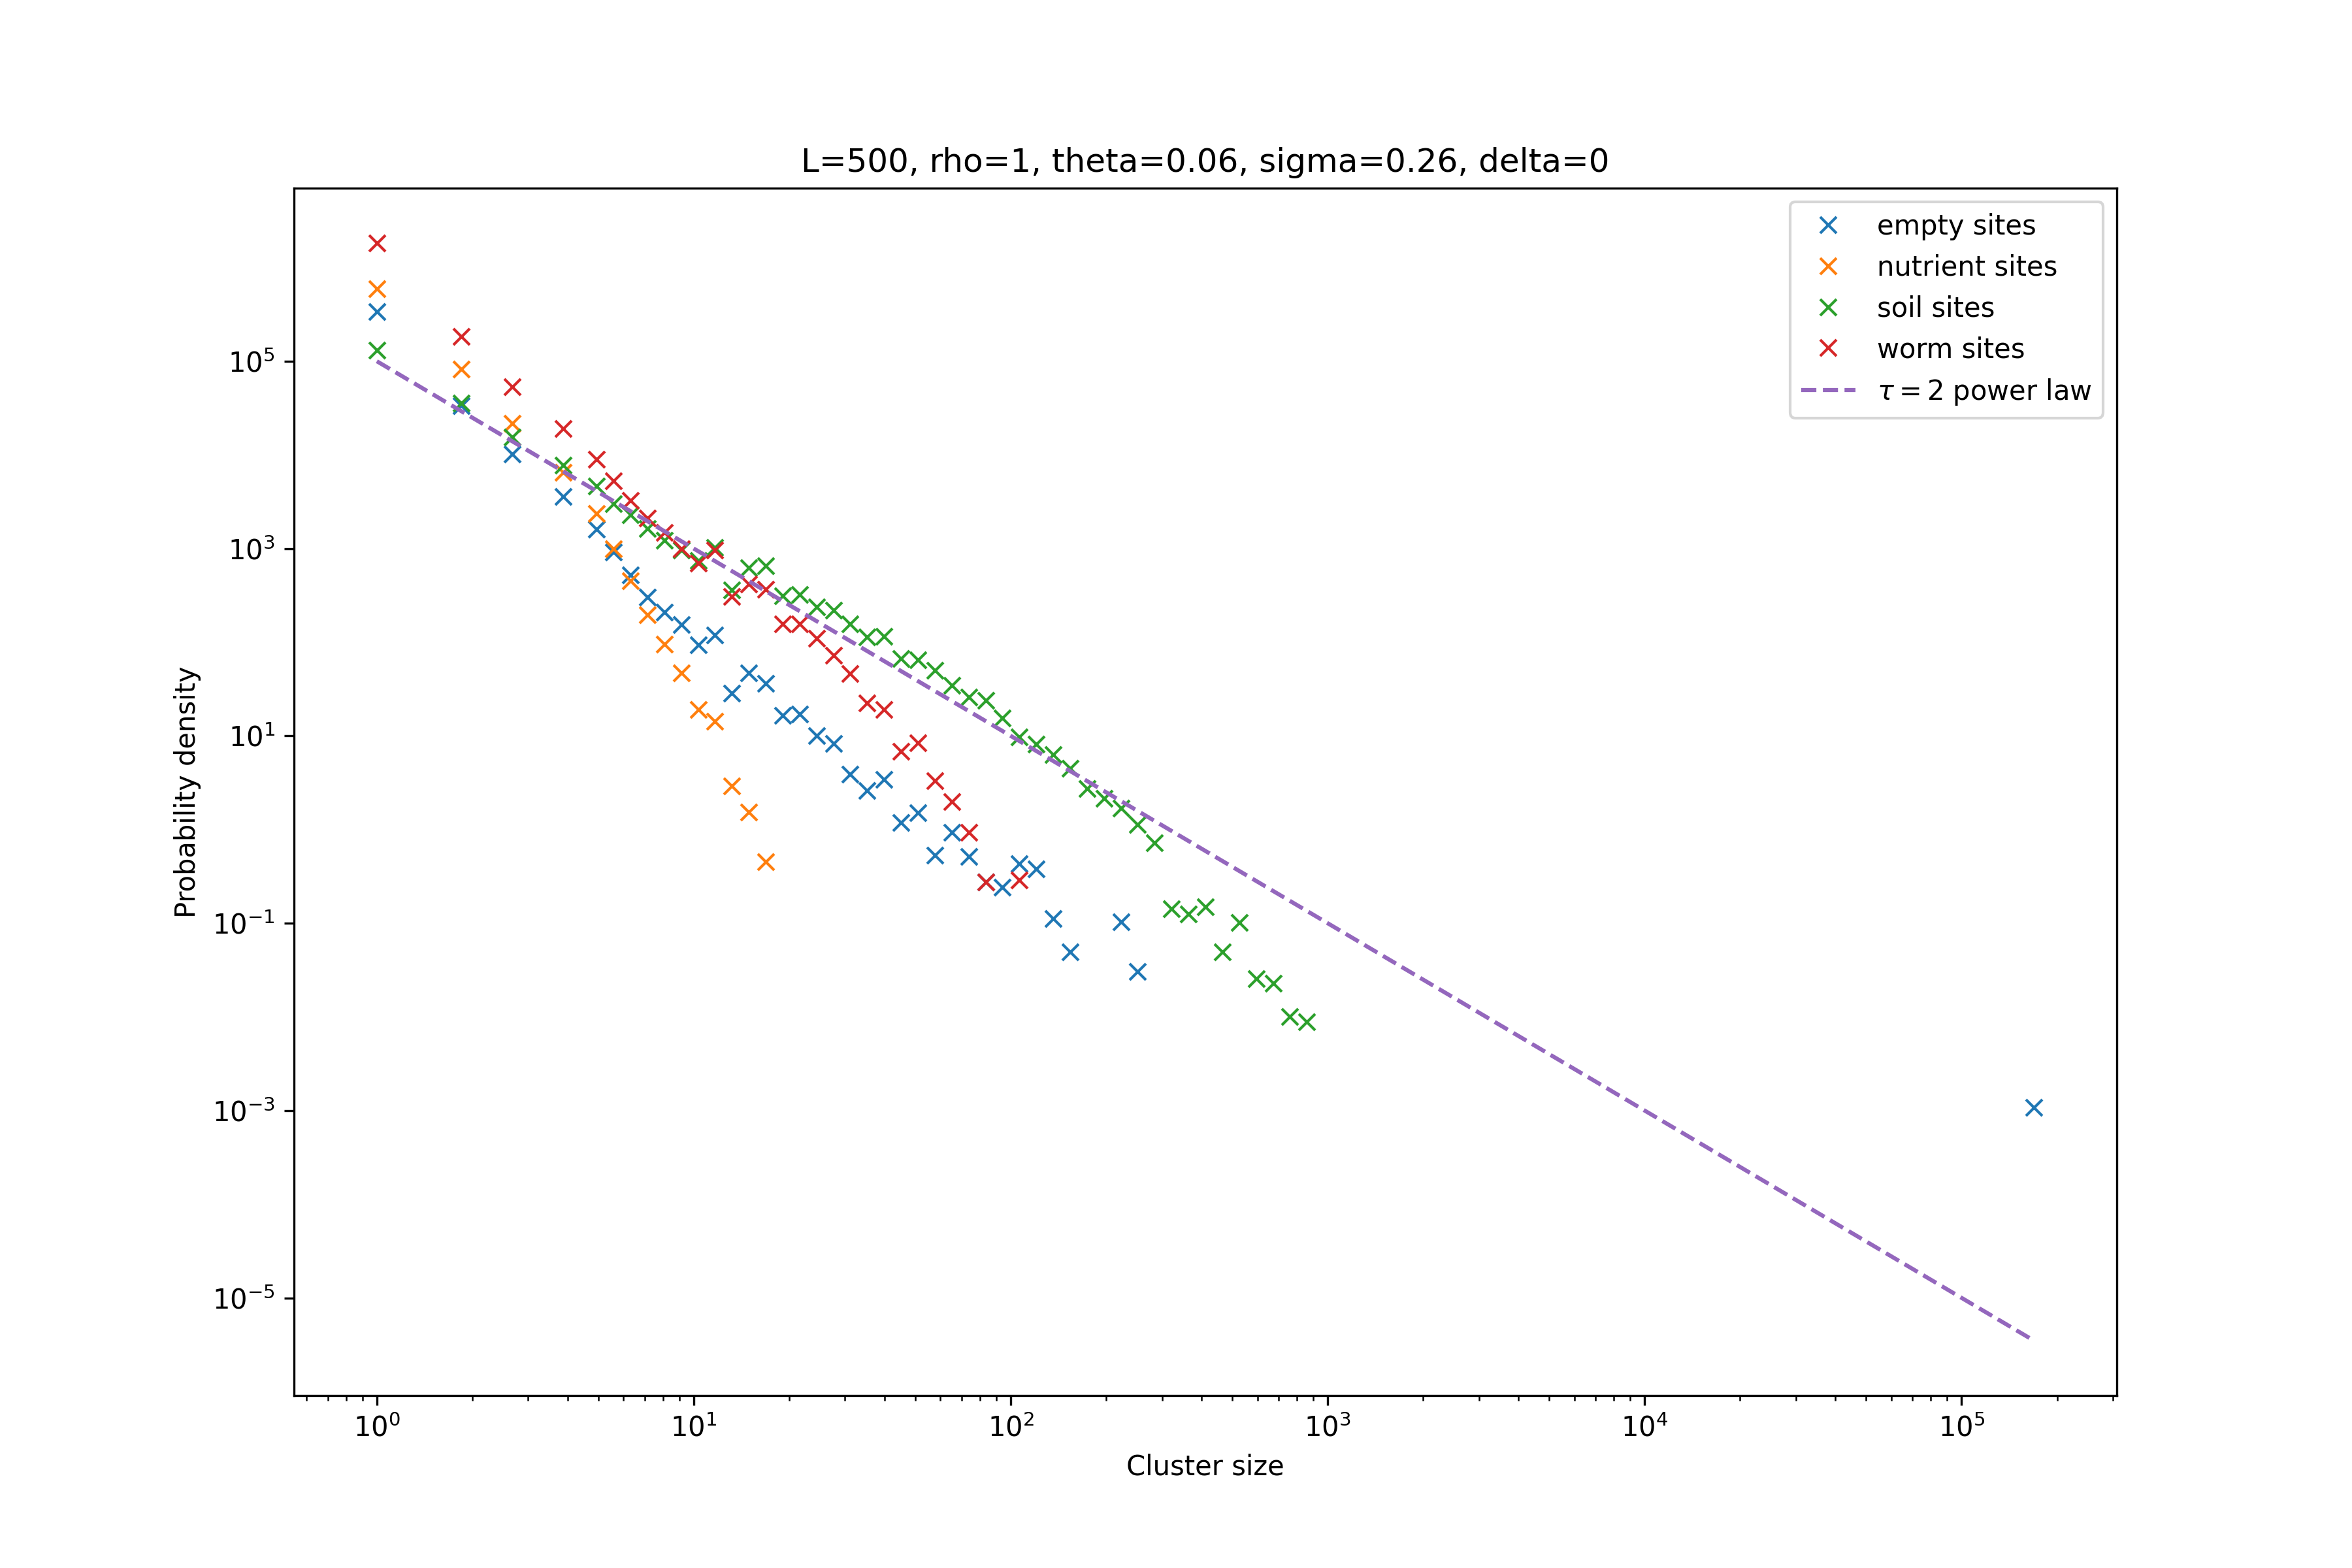 L=500, rho=1, theta=0.06, sigma=0.26, delta=0
empty sites
nutrient sites
soil sites
worm sites
τ = 2 power law
Probability density
10⁵
10³
10¹
10⁻¹
10⁻³
10⁻⁵
10⁰ 10¹ 10² 10³ 10⁴ 10⁵
Cluster size